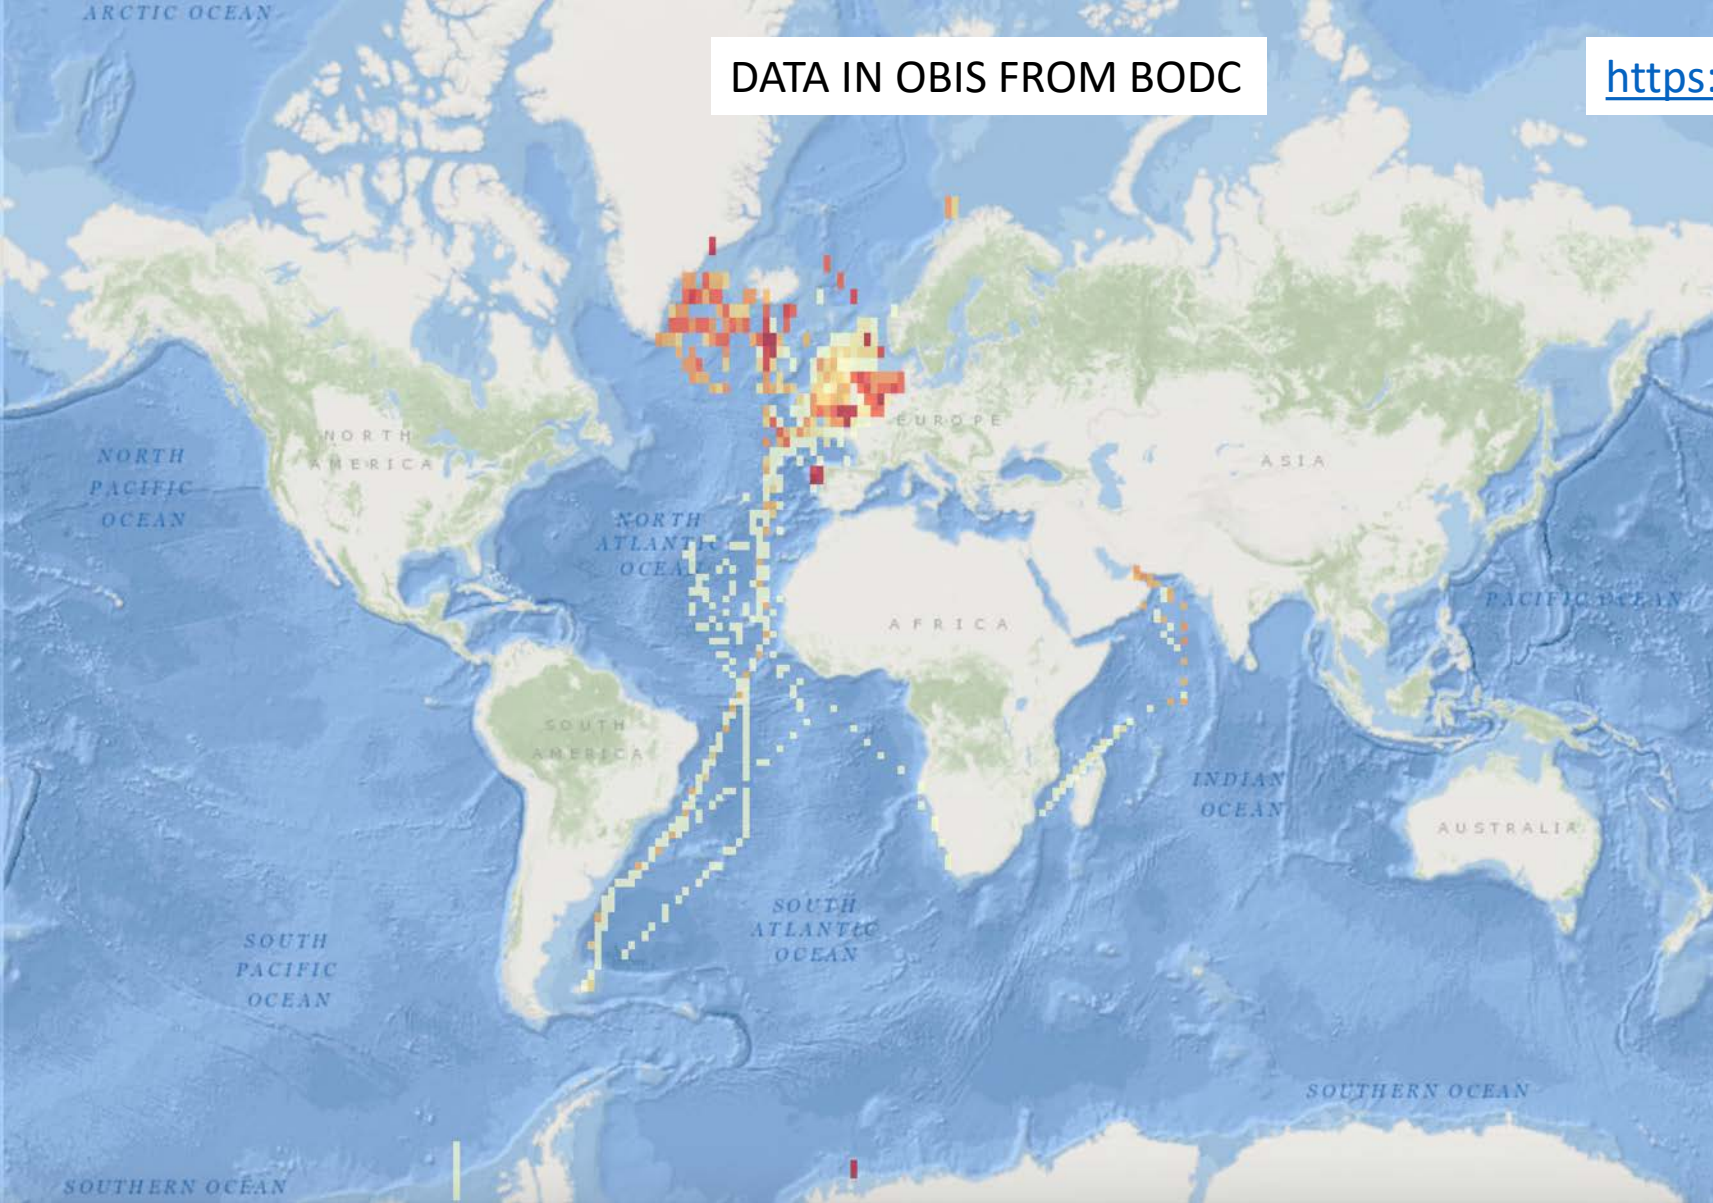 ARCTIC OCEAN
DATA IN OBIS FROM BODC
https:
NORTH
AMERICA
EUROPE
ASIA
NORTH
PACIFIC
OCEAN
NORTH
ATLANTIC
OCEAN
AFRICA
PACIFIC OCEAN
SOUTH
AMERICA
INDIAN
OCEAN
AUSTRALIA
SOUTH
ATLANTIC
OCEAN
SOUTH
PACIFIC
OCEAN
SOUTHERN OCEAN
SOUTHERN OCEAN